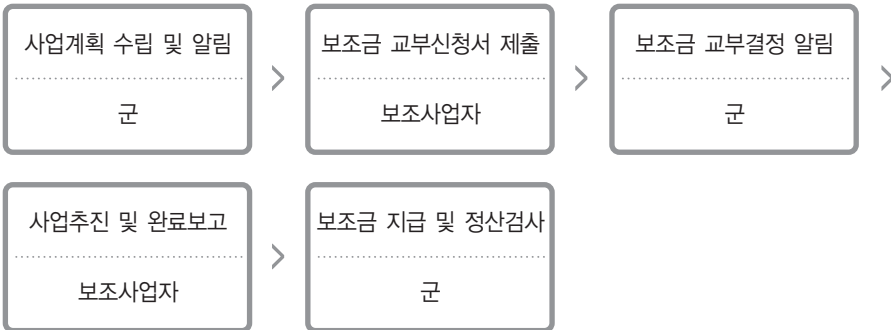 사업계획 수립 및 알림
군
보조금 교부신청서 제출
보조사업자
보조금 교부결정 알림
군
사업추진 및 완료보고
보조사업자
보조금 지급 및 정산검사
군